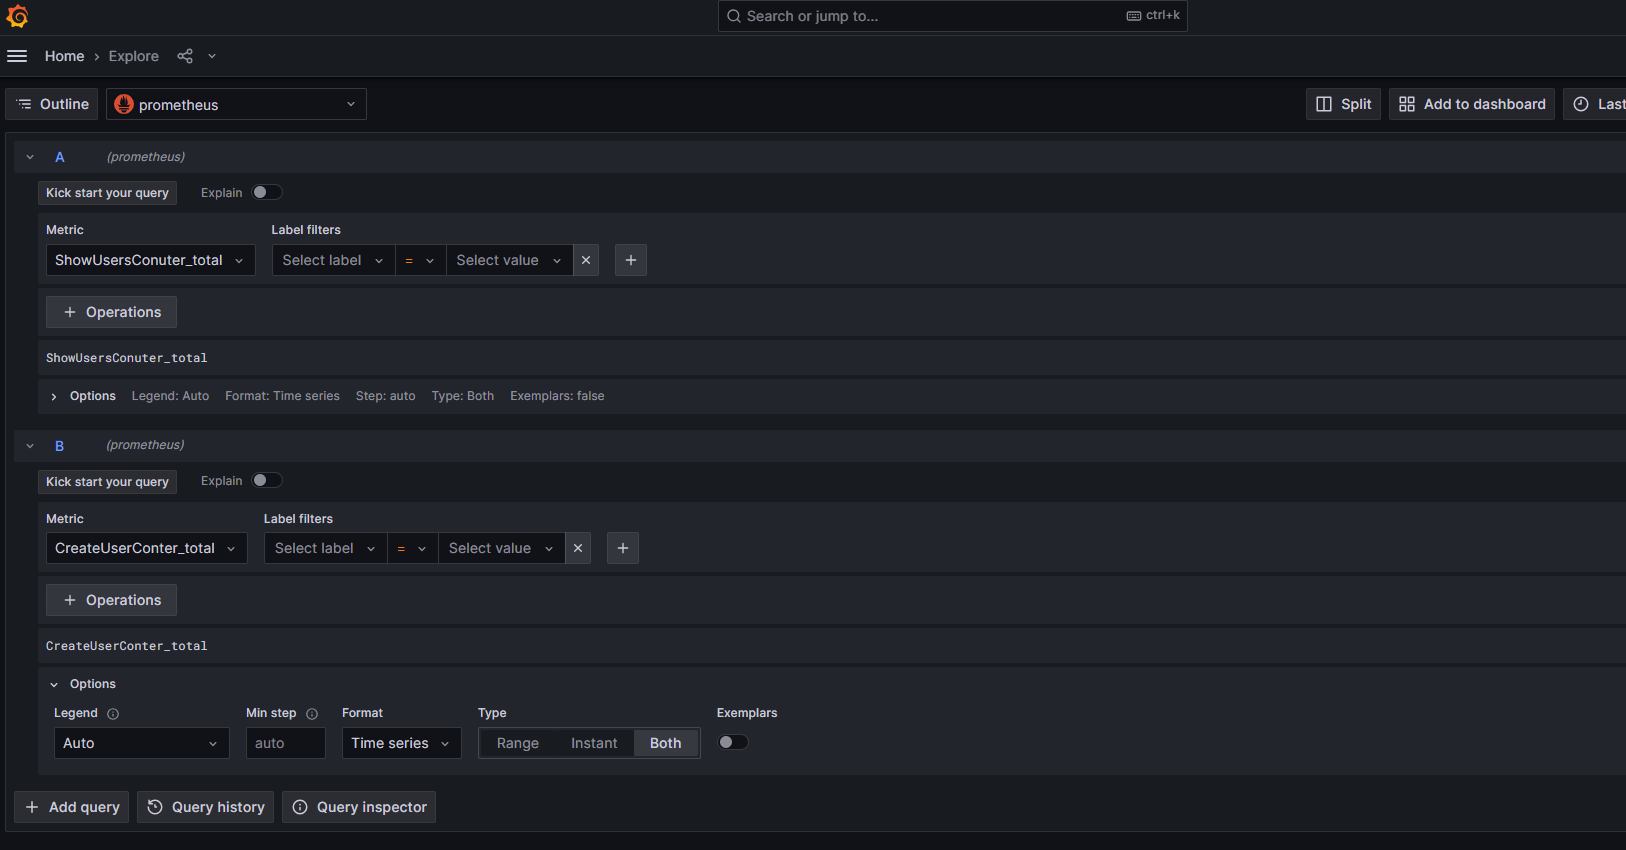 Search or jump to... ctrl+k
Home › Explore
Outline prometheus Split Add to dashboard Last
A (prometheus)
Kick start your query Explain
Metric Label filters
ShowUsersConuter_total Select label = Select value
+ Operations
ShowUsersConuter_total
Options Legend: Auto Format: Time series Step: auto Type: Both Exemplars: false
B (prometheus)
Kick start your query Explain
Metric Label filters
CreateUserConter_total Select label = Select value
+ Operations
CreateUserConter_total
Options
Legend Min step Format Type Exemplars
Auto auto Time series Range Instant Both
+ Add query Query history Query inspector